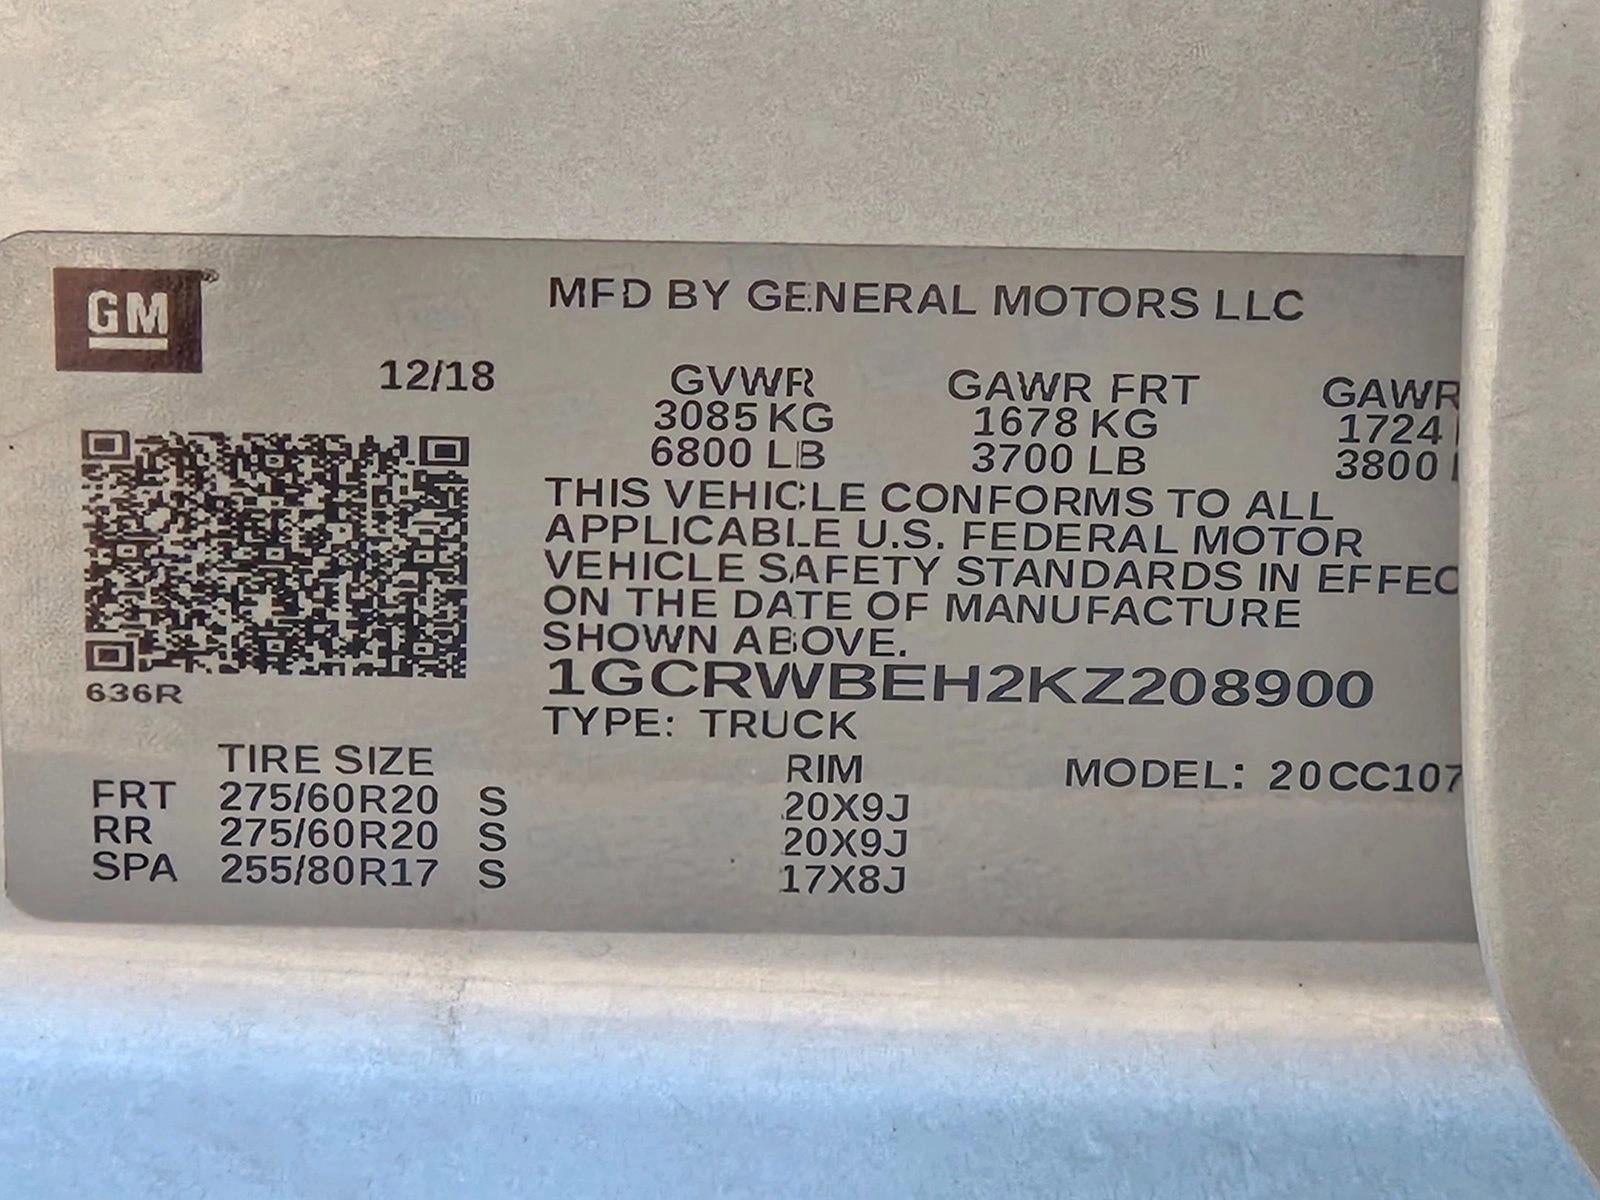 GM
MFD BY GENERAL MOTORS LLC
12/18
GVWR GAWR FRT GAWR
3085 KG 1678 KG 1724
6800 LB 3700 LB 3800
THIS VEHICLE CONFORMS TO ALL
APPLICABLE U.S. FEDERAL MOTOR
VEHICLE SAFETY STANDARDS IN EFFEC
ON THE DATE OF MANUFACTURE
SHOWN ABOVE.
1GCRWBEH2KZ208900
636R
TYPE: TRUCK
TIRE SIZE RIM MODEL: 20CC107
FRT 275/60R20 S 20X9J
RR 275/60R20 S 20X9J
SPA 255/80R17 S 17X8J